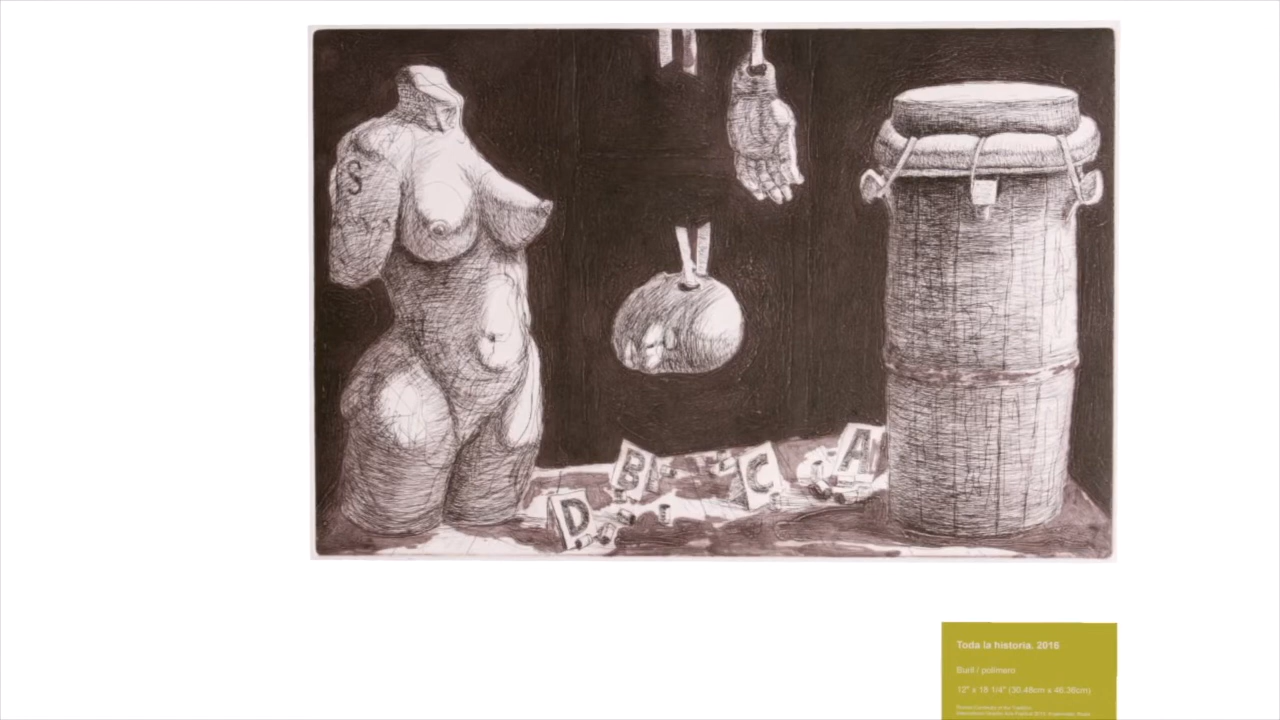 S
B
C
A
D
Toda la historia. 2016
Buril / polímero
12" x 18 1/4" (30.48cm x 46.36cm)